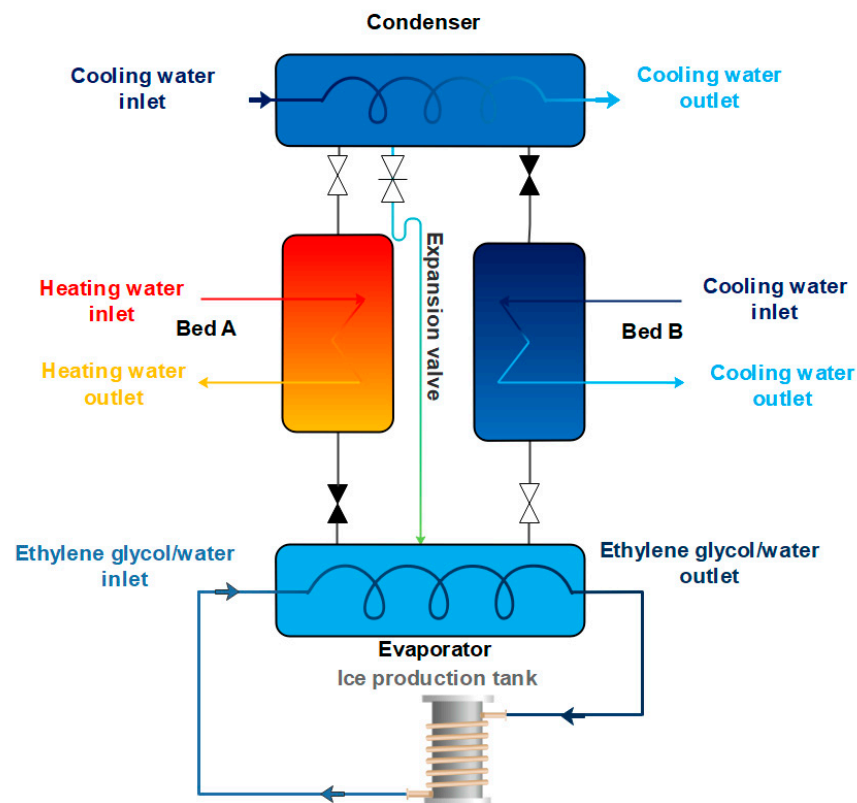 Condenser
Cooling water
inlet
Cooling water
outlet
Expansion valve
Heating water
inlet
Bed A
Heating water
outlet
Cooling water
inlet
Bed B
Cooling water
outlet
Ethylene glycol/water
inlet
Ethylene glycol/water
outlet
Evaporator
Ice production tank